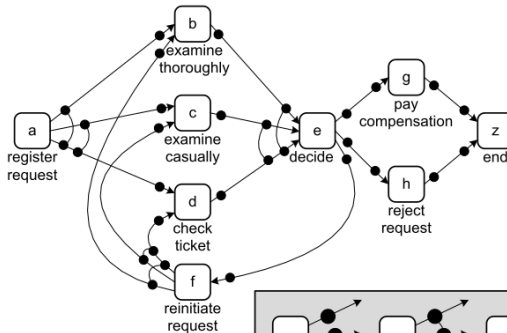 b
examine
thoroughly
g
pay
compensation
a
register
request
c
examine
casually
e
decide
z
end
d
check
ticket
h
reject
request
f
reinitiate
request